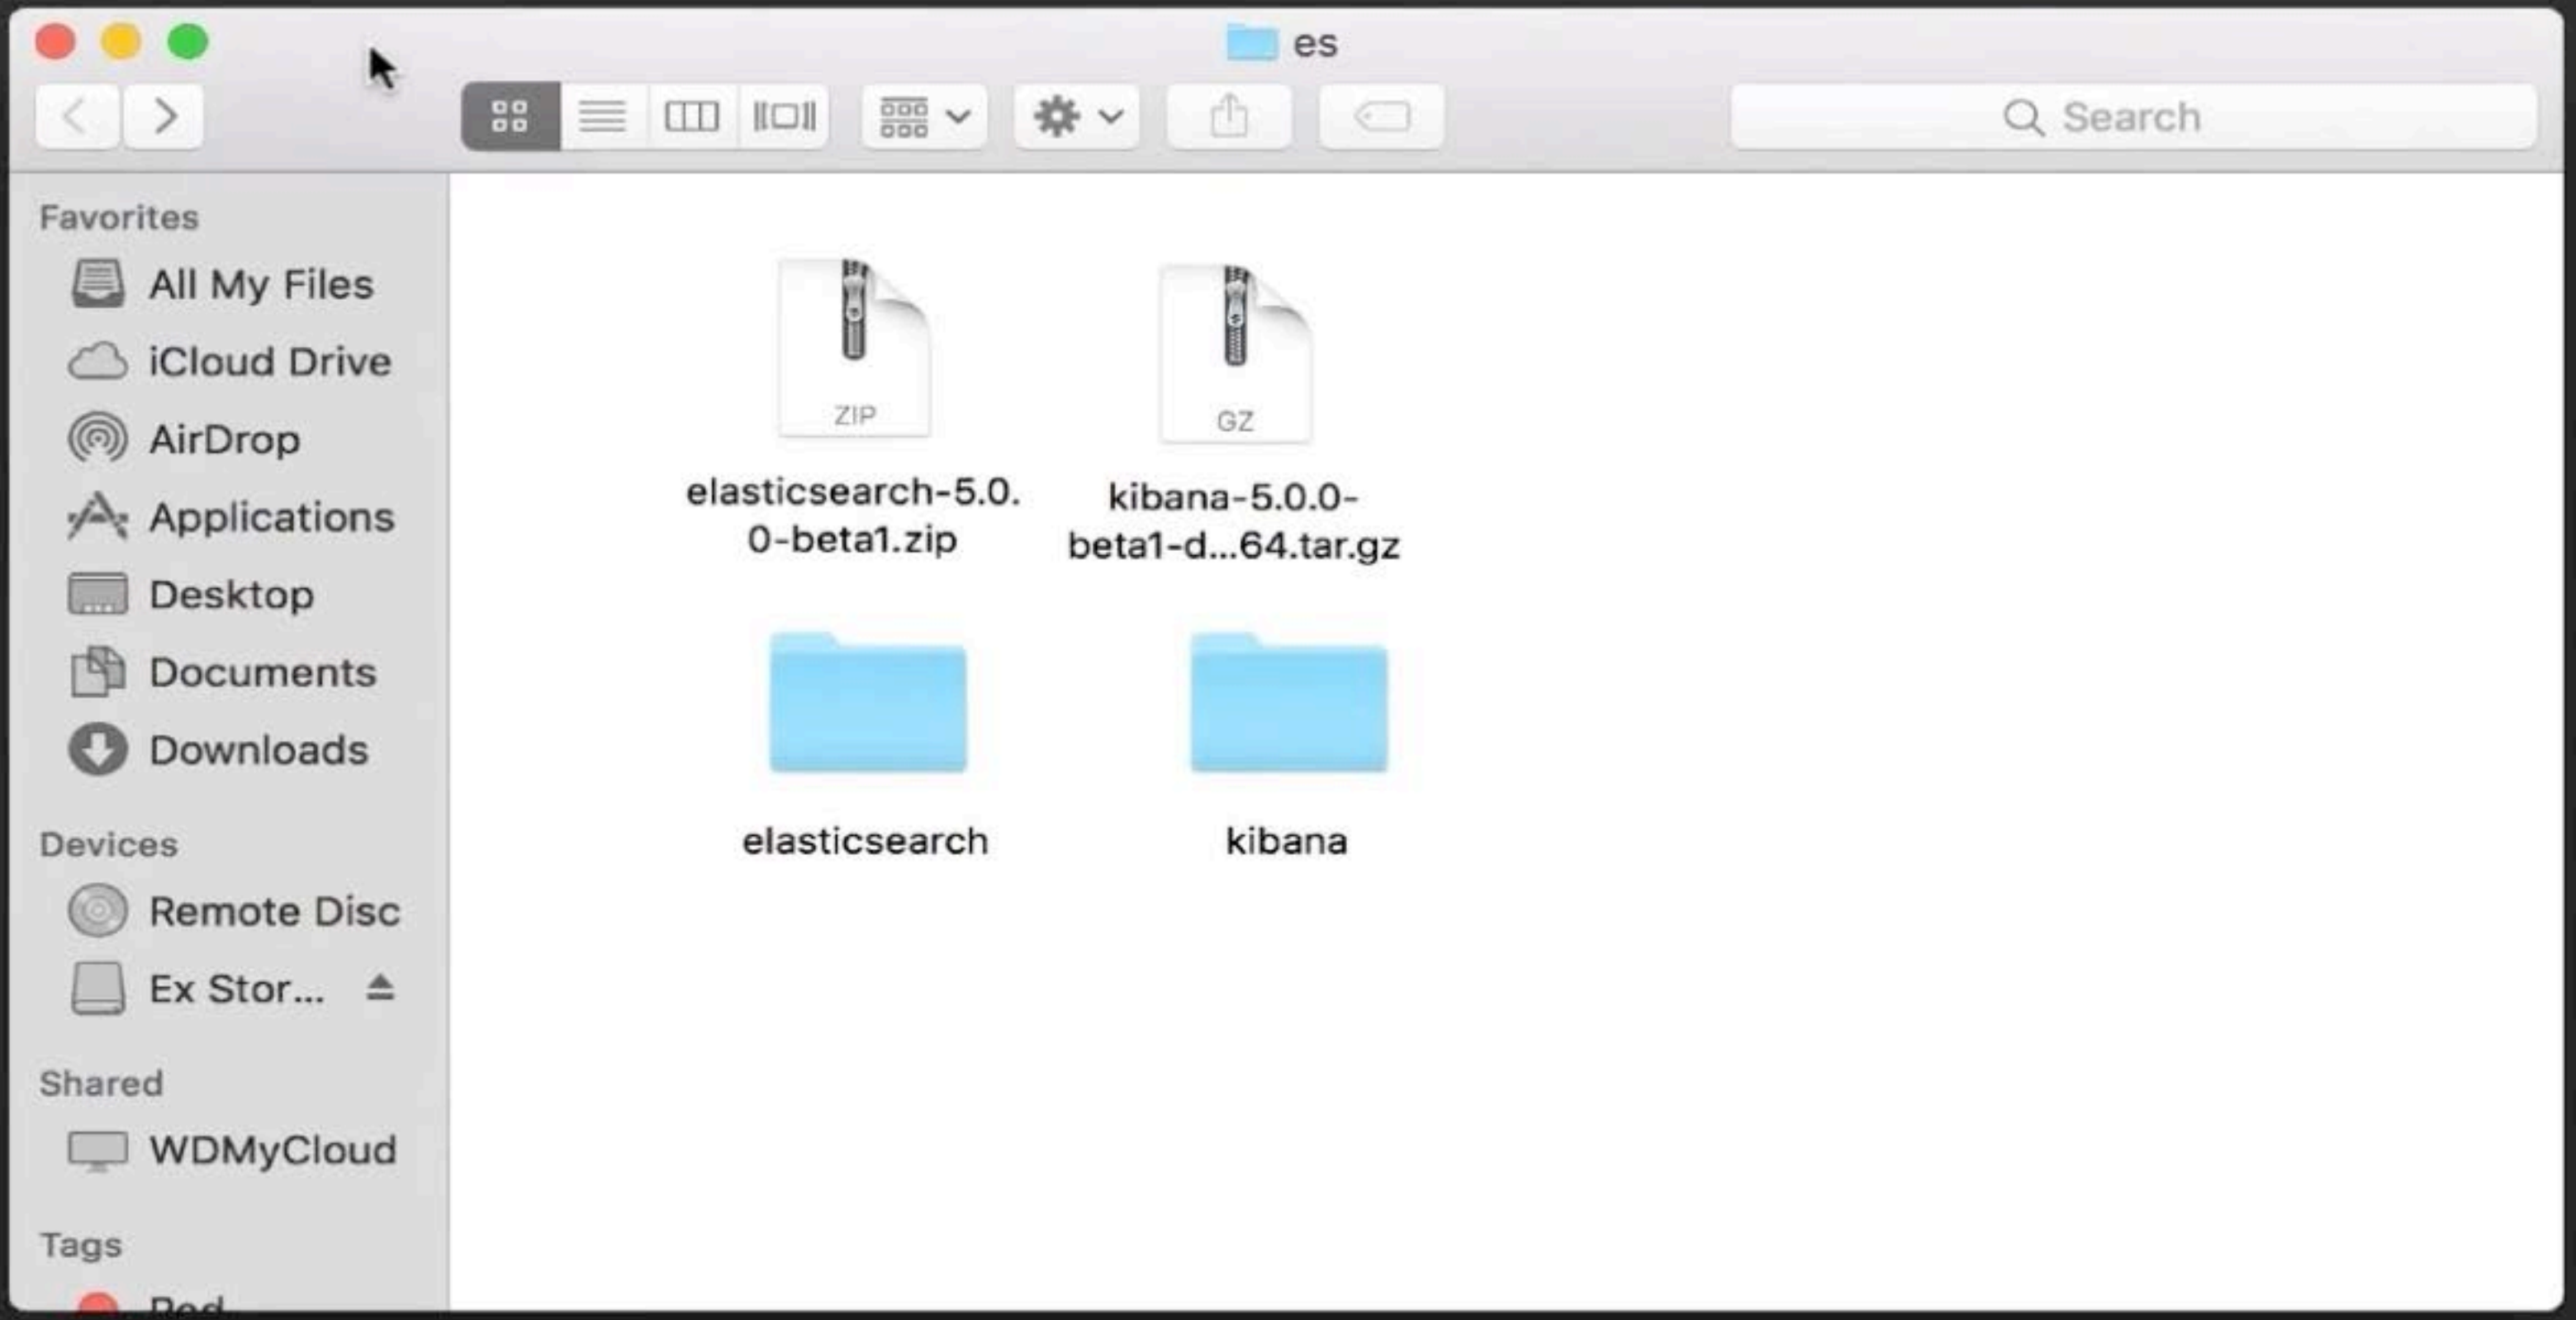 es
Search
Favorites
All My Files
iCloud Drive
AirDrop
Applications
Desktop
Documents
Downloads
Devices
Remote Disc
Ex Stor...
Shared
WDMyCloud
Tags
Red
ZIP
elasticsearch-5.0.
0-beta1.zip
GZ
kibana-5.0.0-
beta1-d...64.tar.gz
elasticsearch
kibana